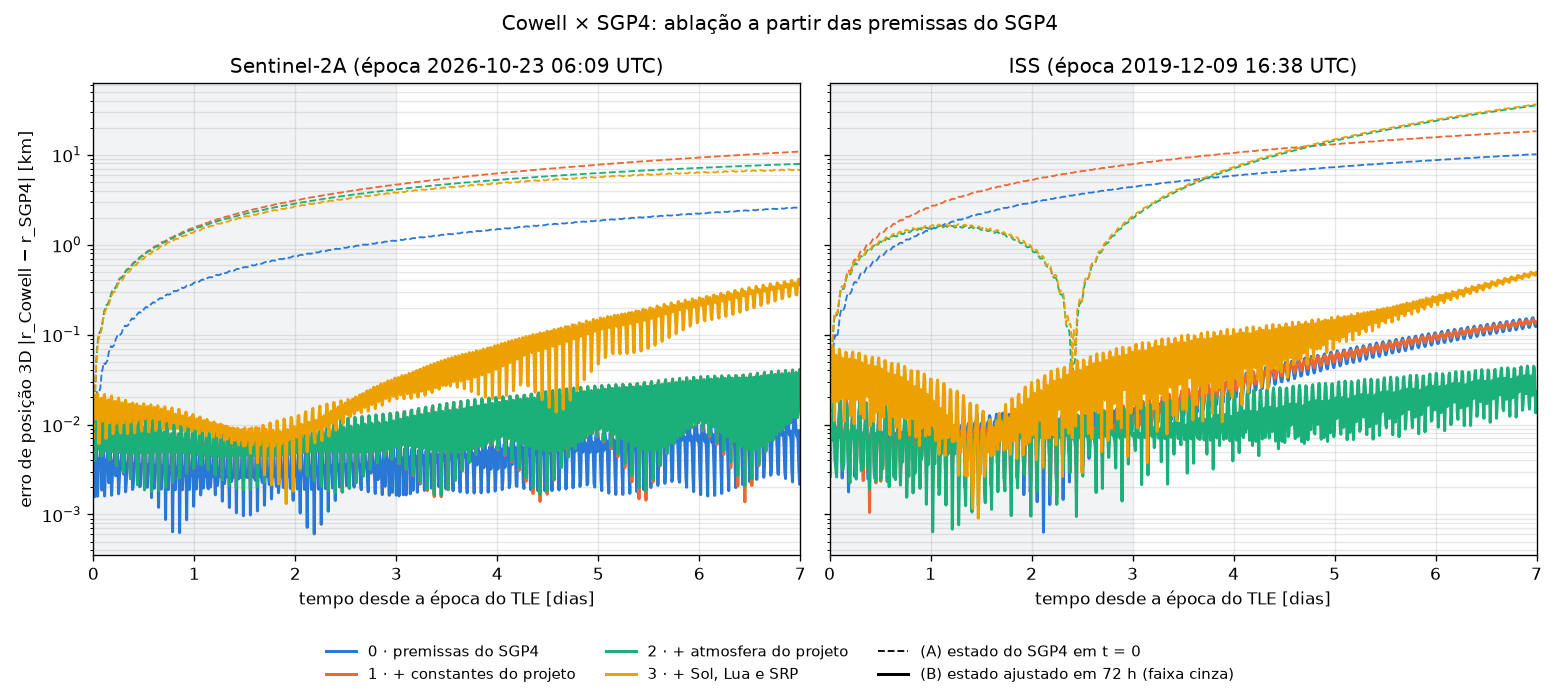 Cowell × SGP4: ablação a partir das premissas do SGP4
Sentinel-2A (época 2026-10-23 06:09 UTC)
ISS (época 2019-12-09 16:38 UTC)
erro de posição 3D |r_Cowell − r_SGP4| [km]
10¹
10⁰
10⁻¹
10⁻²
10⁻³
0 1 2 3 4 5 6 7
0 1 2 3 4 5 6 7
tempo desde a época do TLE [dias]
tempo desde a época do TLE [dias]
0 · premissas do SGP4
1 · + constantes do projeto
2 · + atmosfera do projeto
3 · + Sol, Lua e SRP
(A) estado do SGP4 em t = 0
(B) estado ajustado em 72 h (faixa cinza)